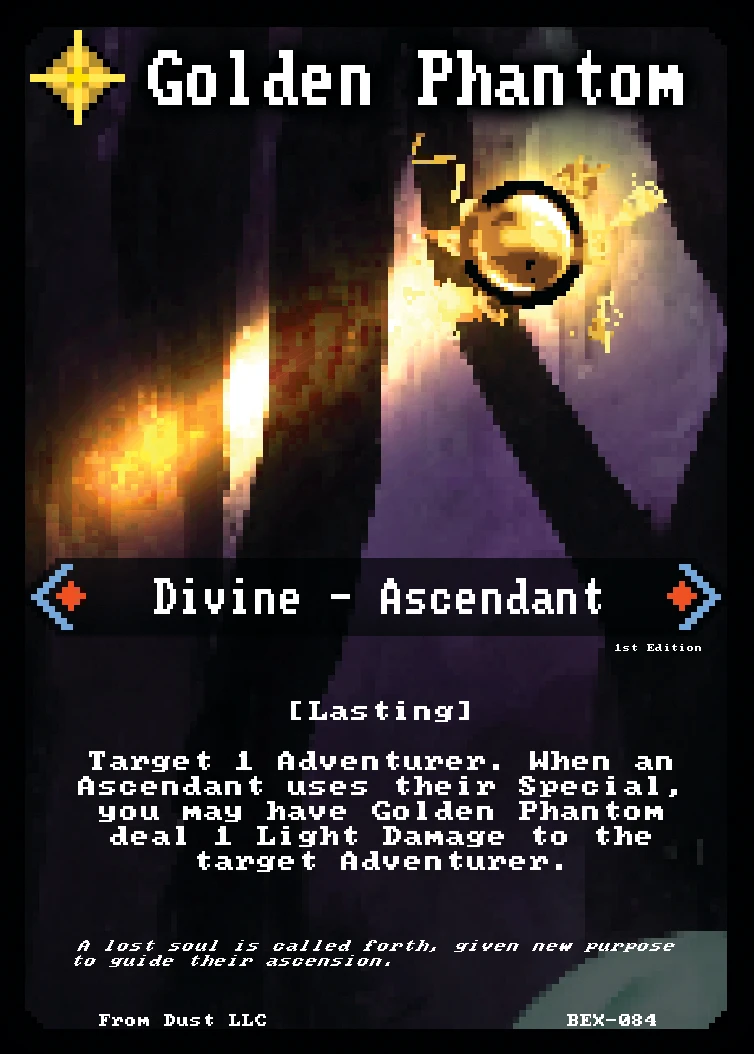 Golden Phantom
Divine - Ascendant
1st Edition
[Lasting]
Target 1 Adventurer. When an
Ascendant uses their Special,
you may have Golden Phantom
deal 1 Light Damage to the
target Adventurer.
A lost soul is called forth, given new purpose
to guide their ascension.
From Dust LLC
BEX-084